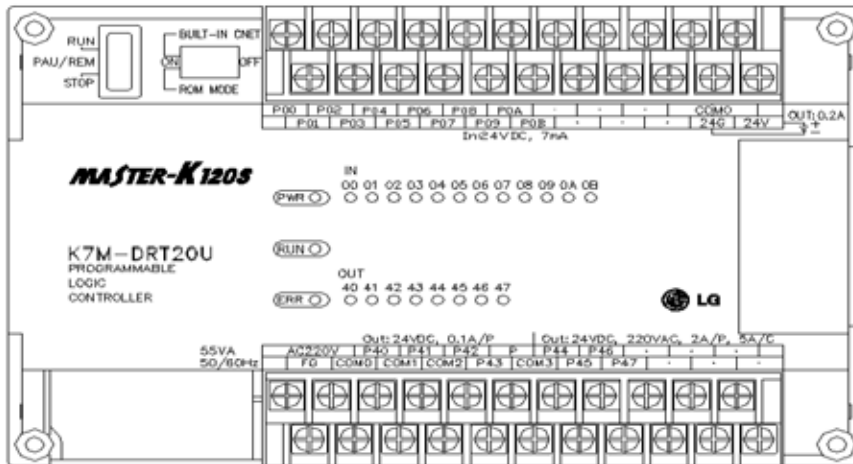 RUN
PAU/REM
STOP
BUILT-IN CNET
ON OFF
ROM MODE
P00 P02 P04 P06 P08 P0A · · · · COM0
P01 P03 P05 P07 P09 P0B · · · · 24G 24V
OUT:0.2A
+
−
In:24VDC, 7mA
MASTER-K120S
IN
00 01 02 03 04 05 06 07 08 09 0A 0B
PWR
K7M-DRT20U
PROGRAMMABLE
LOGIC
CONTROLLER
RUN
OUT
40 41 42 43 44 45 46 47
ERR
LG
Out:24VDC, 0.1A/P Out:24VDC, 220VAC, 2A/P, 5A/C
55VA
50/60Hz
AC220V P40 P41 P42 P P44 P46 · · · ·
FG COM0 COM1 COM2 P43 COM3 P45 P47 · · ·